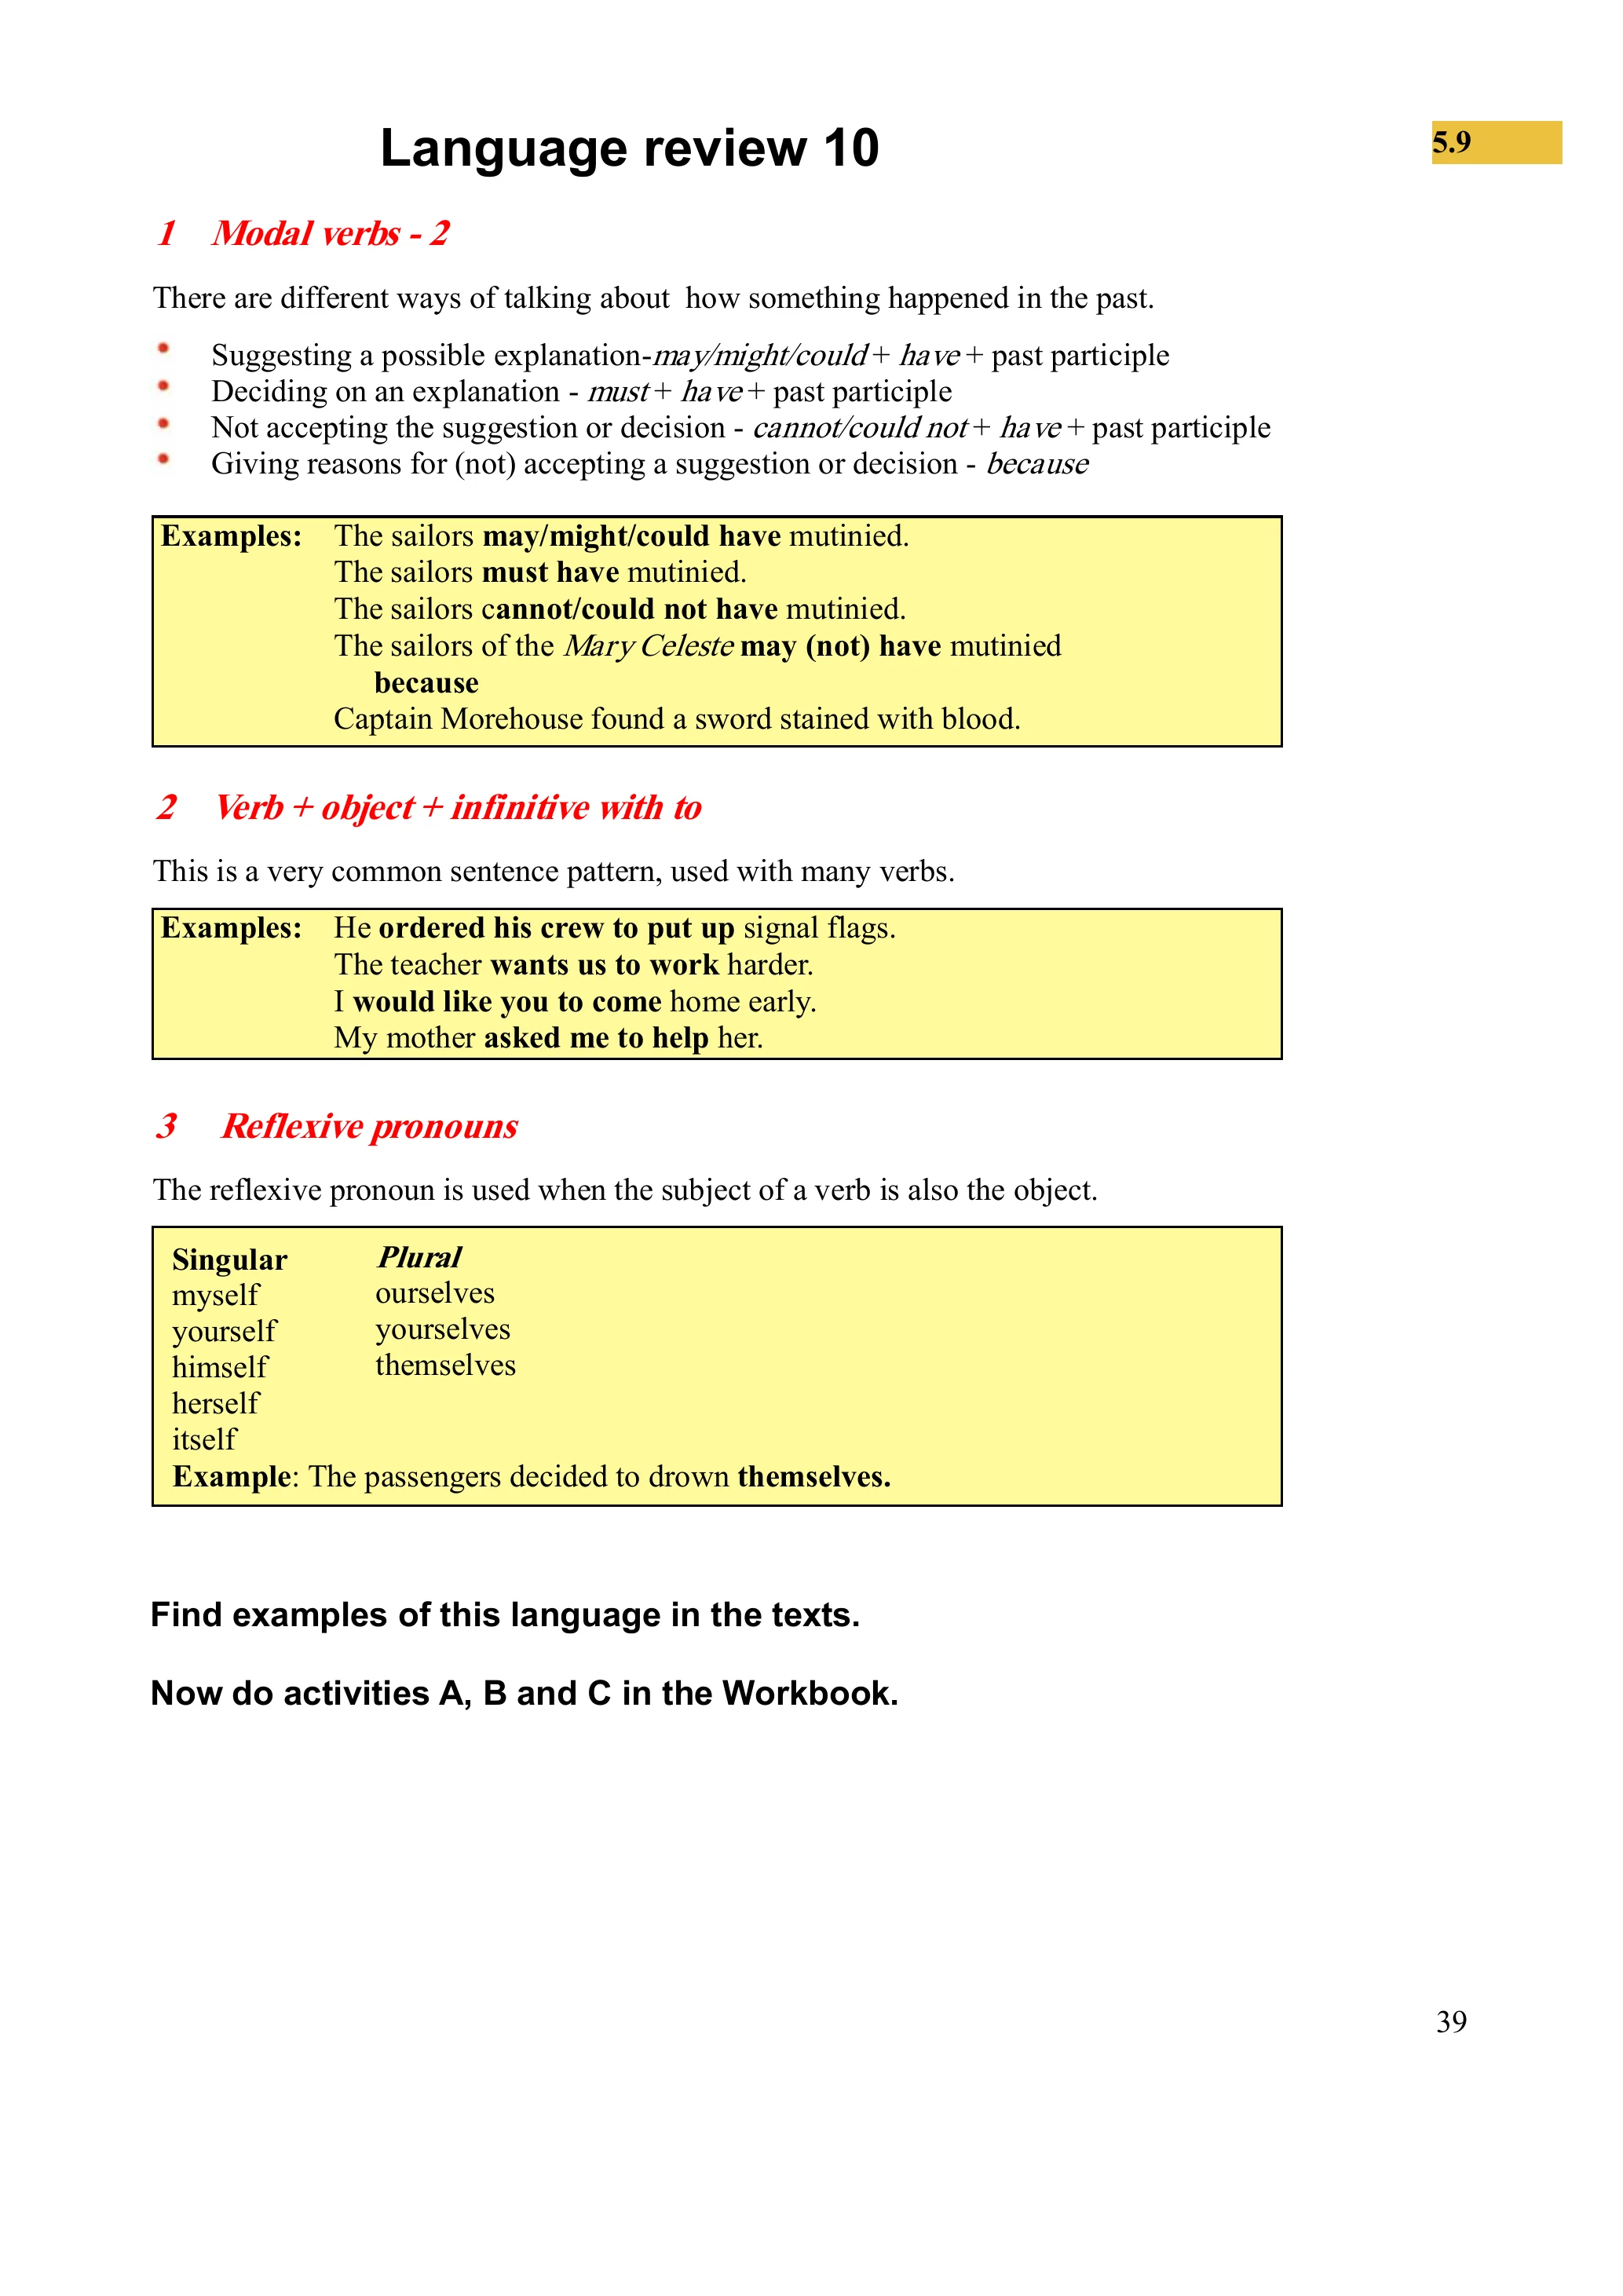 Language review 10
5.9
1 Modal verbs - 2
There are different ways of talking about how something happened in the past.
• Suggesting a possible explanation-may/might/could + have + past participle
• Deciding on an explanation - must + have + past participle
• Not accepting the suggestion or decision - cannot/could not + have + past participle
• Giving reasons for (not) accepting a suggestion or decision - because
Examples: The sailors may/might/could have mutinied.
The sailors must have mutinied.
The sailors cannot/could not have mutinied.
The sailors of the Mary Celeste may (not) have mutinied
because
Captain Morehouse found a sword stained with blood.
2 Verb + object + infinitive with to
This is a very common sentence pattern, used with many verbs.
Examples: He ordered his crew to put up signal flags.
The teacher wants us to work harder.
I would like you to come home early.
My mother asked me to help her.
3 Reflexive pronouns
The reflexive pronoun is used when the subject of a verb is also the object.
Singular Plural
myself ourselves
yourself yourselves
himself themselves
herself
itself
Example: The passengers decided to drown themselves.
Find examples of this language in the texts.
Now do activities A, B and C in the Workbook.
39